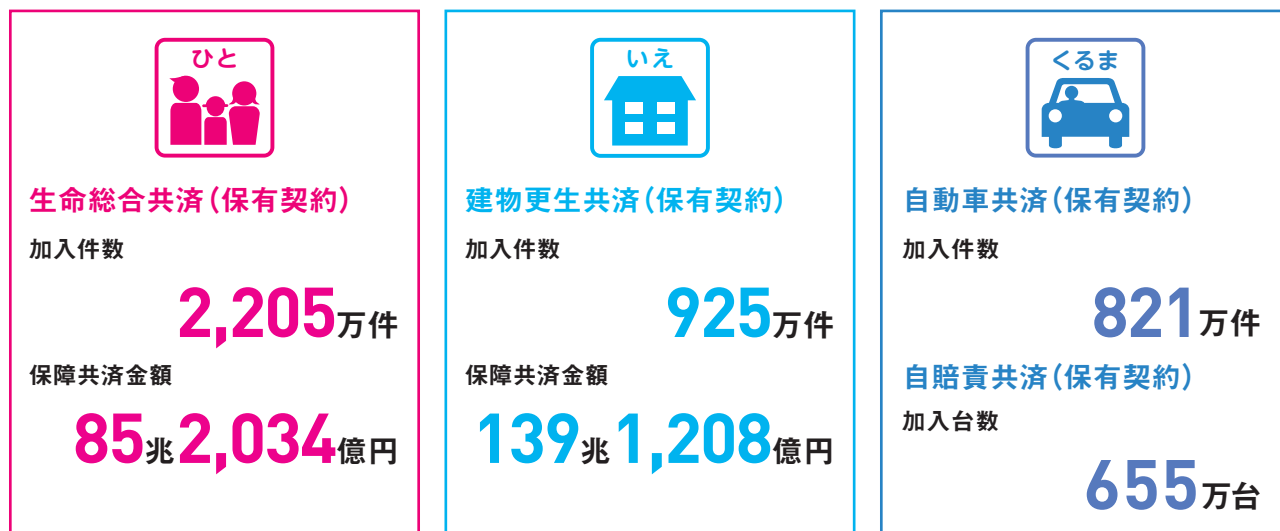 ひと
生命総合共済(保有契約)
加入件数
2,205万件
保障共済金額
85兆2,034億円
いえ
建物更生共済(保有契約)
加入件数
925万件
保障共済金額
139兆1,208億円
くるま
自動車共済(保有契約)
加入件数
821万件
自賠責共済(保有契約)
加入台数
655万台